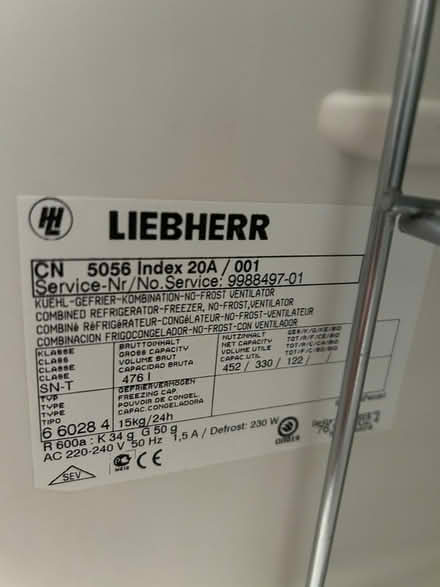 LIEBHERR
CN 5056 Index 20A / 001
Service-Nr/No.Service: 9988497-01
KUEHL-GEFRIER-KOMBINATION-NO-FROST VENTILATOR
COMBINED REFRIGERATOR-FREEZER, NO-FROST,VENTILATOR
COMBINÉ RÉFRIGÉRATEUR-CONGÉLATEUR-NO-FROST-VENTILATEUR
COMBINACION FRIGOCONGELADOR-NO-FROST-CON VENTILADOR
KLASSE BRUTTOINHALT NUTZINHALT
CLASS GROSS CAPACITY NET CAPACITY
CLASSE VOLUME BRUT VOLUME UTILE
CLASE CAPACIDAD BRUTA CAPAC UTIL
SN-T 476 l 452 / 330 / 122 /
TYP GEFRIERVERMOGEN
TYPE FREEZING CAP.
TYPE POUVOIR DE CONGEL
TIPO CAPAC.CONGELADORA
6 6028 4 15kg/24h
R 600a : K 34 g G 50 g
AC 220-240 V 50 Hz 1,5 A / Defrost: 230 W
SEV CE